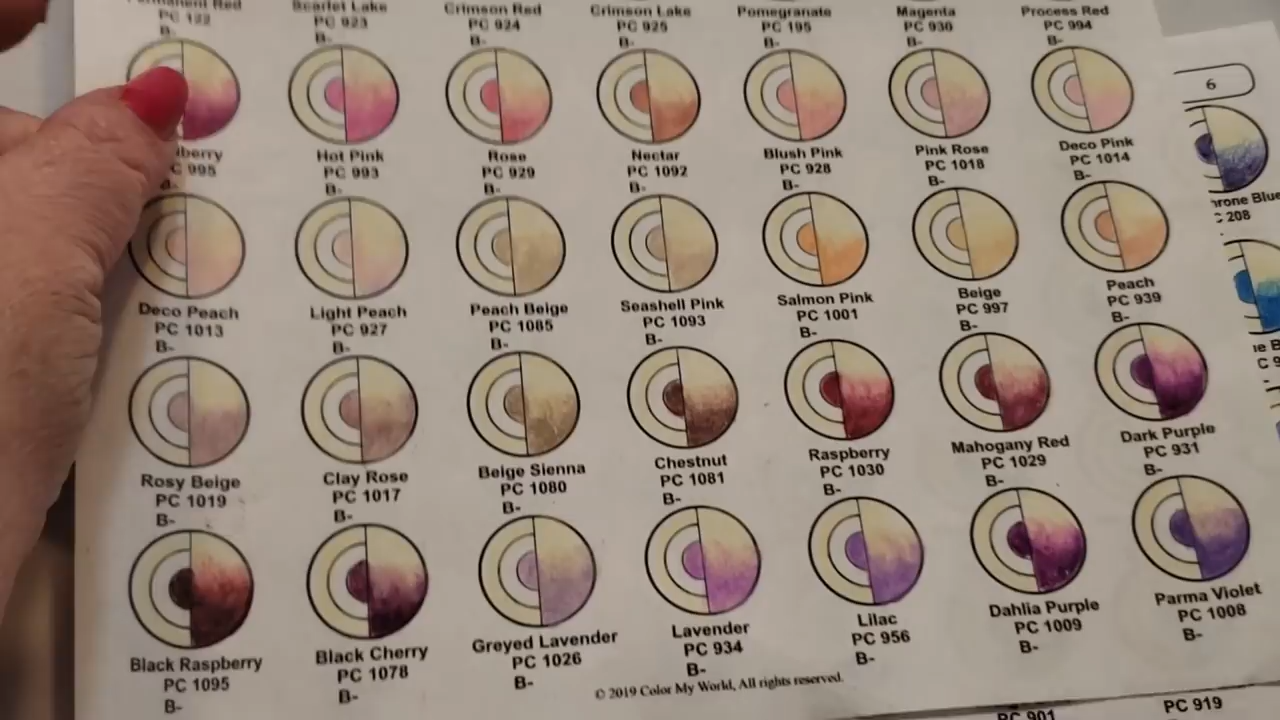 Scarlet Lake
Crimson Red
Crimson Lake
Pomegranate
Magenta
Process Red
PC 122
PC 923
PC 924
PC 925
PC 195
PC 930
PC 994
B-
B-
B-
B-
B-
B-
B-
6
Hot Pink
Rose
Nectar
Blush Pink
Pink Rose
Deco Pink
995
PC 993
PC 929
PC 1092
PC 928
PC 1018
PC 1014
B-
B-
B-
B-
B-
B-
B-
Blue
208
Deco Peach
Light Peach
Peach Beige
Seashell Pink
Salmon Pink
Beige
Peach
PC 1013
PC 927
PC 1085
PC 1093
PC 1001
PC 997
PC 939
B-
B-
B-
B-
B-
B-
B-
Rosy Beige
Clay Rose
Beige Sienna
Chestnut
Raspberry
Mahogany Red
Dark Purple
PC 1019
PC 1017
PC 1080
PC 1081
PC 1030
PC 1029
PC 931
B-
B-
B-
B-
B-
B-
B-
Black Raspberry
Black Cherry
Greyed Lavender
Lavender
Lilac
Dahlia Purple
Parma Violet
PC 1095
PC 1078
PC 1026
PC 934
PC 956
PC 1009
PC 1008
B-
B-
B-
B-
B-
B-
B-
© 2019 Color My World, All rights reserved.
PC 901
PC 919